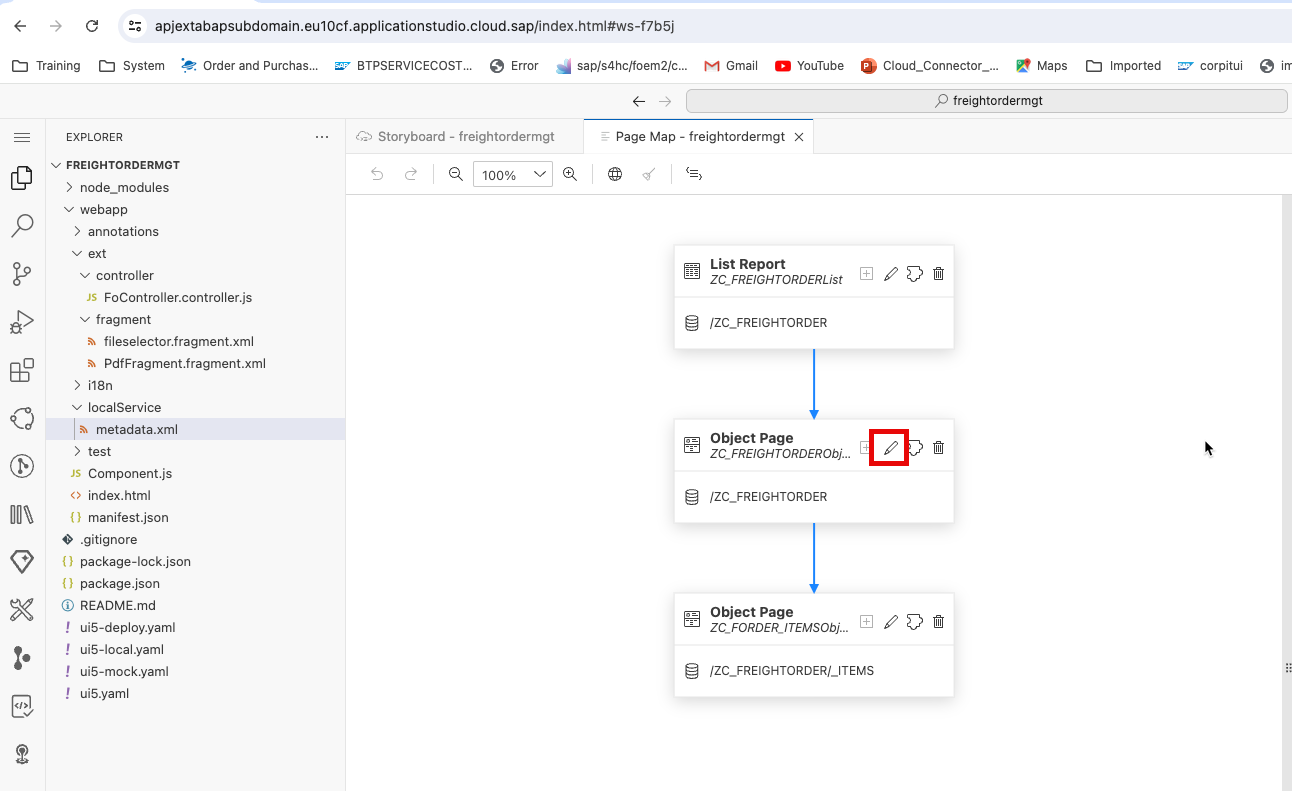 apjextabapsubdomain.eu10cf.applicationstudio.cloud.sap/index.html#ws-f7b5j
Training System Order and Purchas... BTPSERVICECOST... Error sap/s4hc/foem2/c... Gmail YouTube Cloud_Connector_... Maps Imported corpitui im
freightordermgt
EXPLORER
Storyboard - freightordermgt Page Map - freightordermgt
FREIGHTORDERMGT
100%
node_modules
webapp
annotations
ext
controller
JS FoController.controller.js
fragment
fileselector.fragment.xml
PdfFragment.fragment.xml
i18n
localService
metadata.xml
test
JS Component.js
index.html
manifest.json
.gitignore
package-lock.json
package.json
README.md
ui5-deploy.yaml
ui5-local.yaml
ui5-mock.yaml
ui5.yaml
List Report
ZC_FREIGHTORDERList
/ZC_FREIGHTORDER
Object Page
ZC_FREIGHTORDERObj...
/ZC_FREIGHTORDER
Object Page
ZC_FORDER_ITEMSObj...
/ZC_FREIGHTORDER/_ITEMS